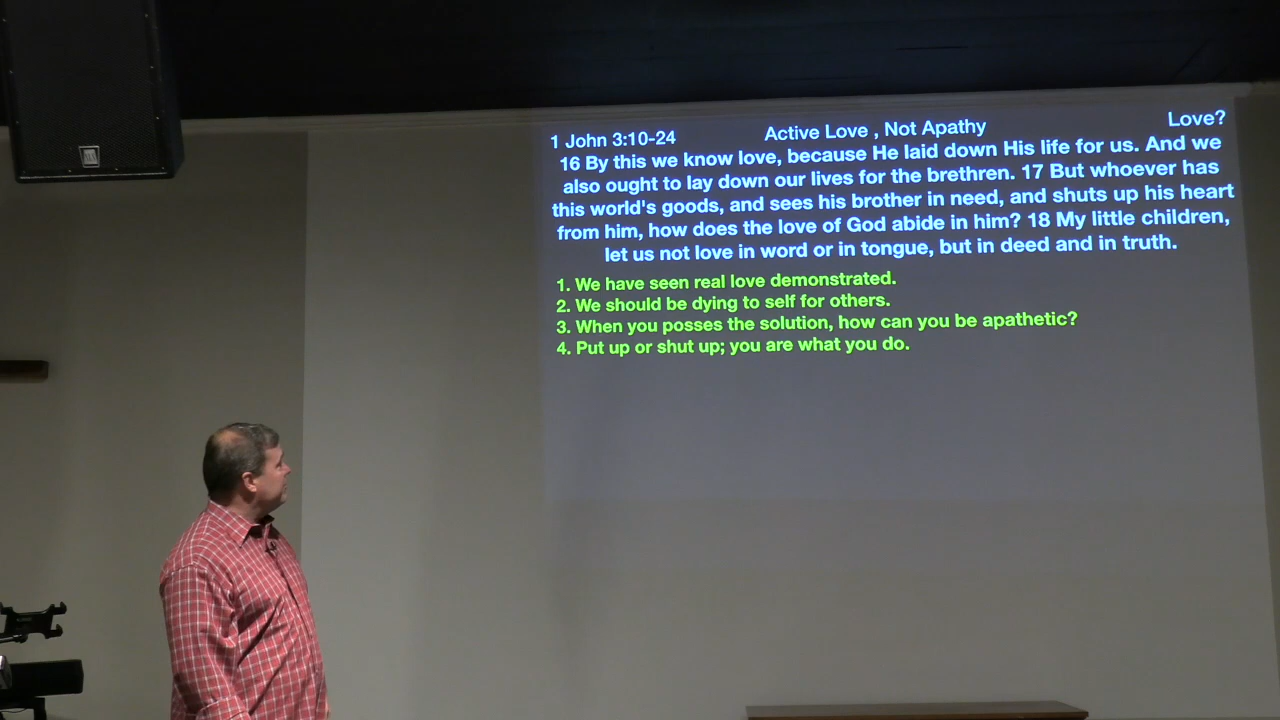 1 John 3:10-24 Active Love , Not Apathy Love?
16 By this we know love, because He laid down His life for us. And we
also ought to lay down our lives for the brethren. 17 But whoever has
this world's goods, and sees his brother in need, and shuts up his heart
from him, how does the love of God abide in him? 18 My little children,
let us not love in word or in tongue, but in deed and in truth.
1. We have seen real love demonstrated.
2. We should be dying to self for others.
3. When you posses the solution, how can you be apathetic?
4. Put up or shut up; you are what you do.